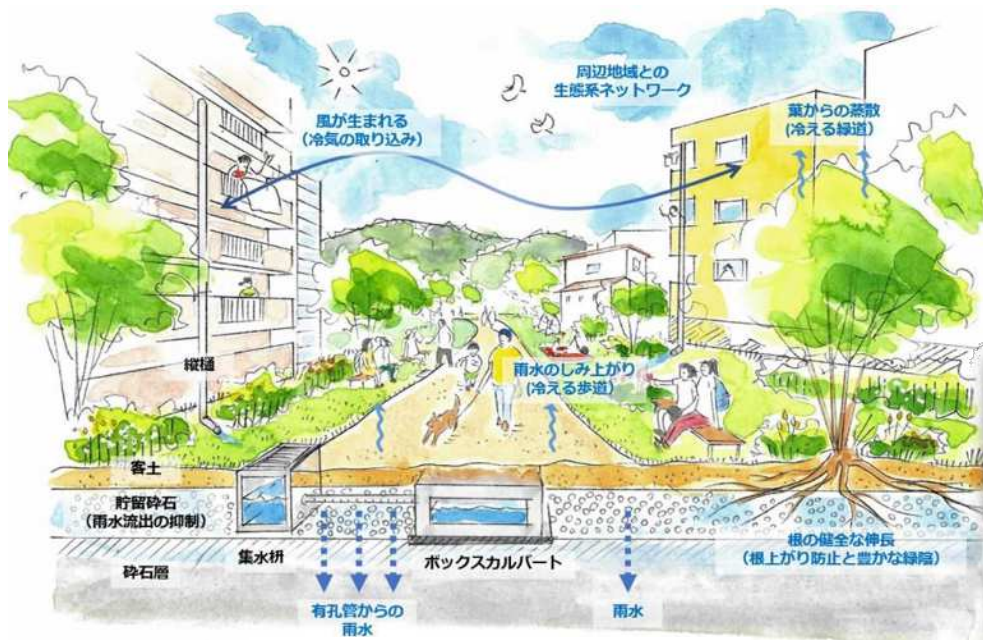 周辺地域との
生態系ネットワーク
風が生まれる
（冷気の取り込み）
葉からの蒸散
(冷える緑道)
縦樋
雨水のしみ上がり
(冷える歩道)
客土
貯留砕石
（雨水流出の抑制）
集水枡
ボックスカルバート
根の健全な伸長
（根上がり防止と豊かな緑陰）
砕石層
有孔管からの
雨水
雨水